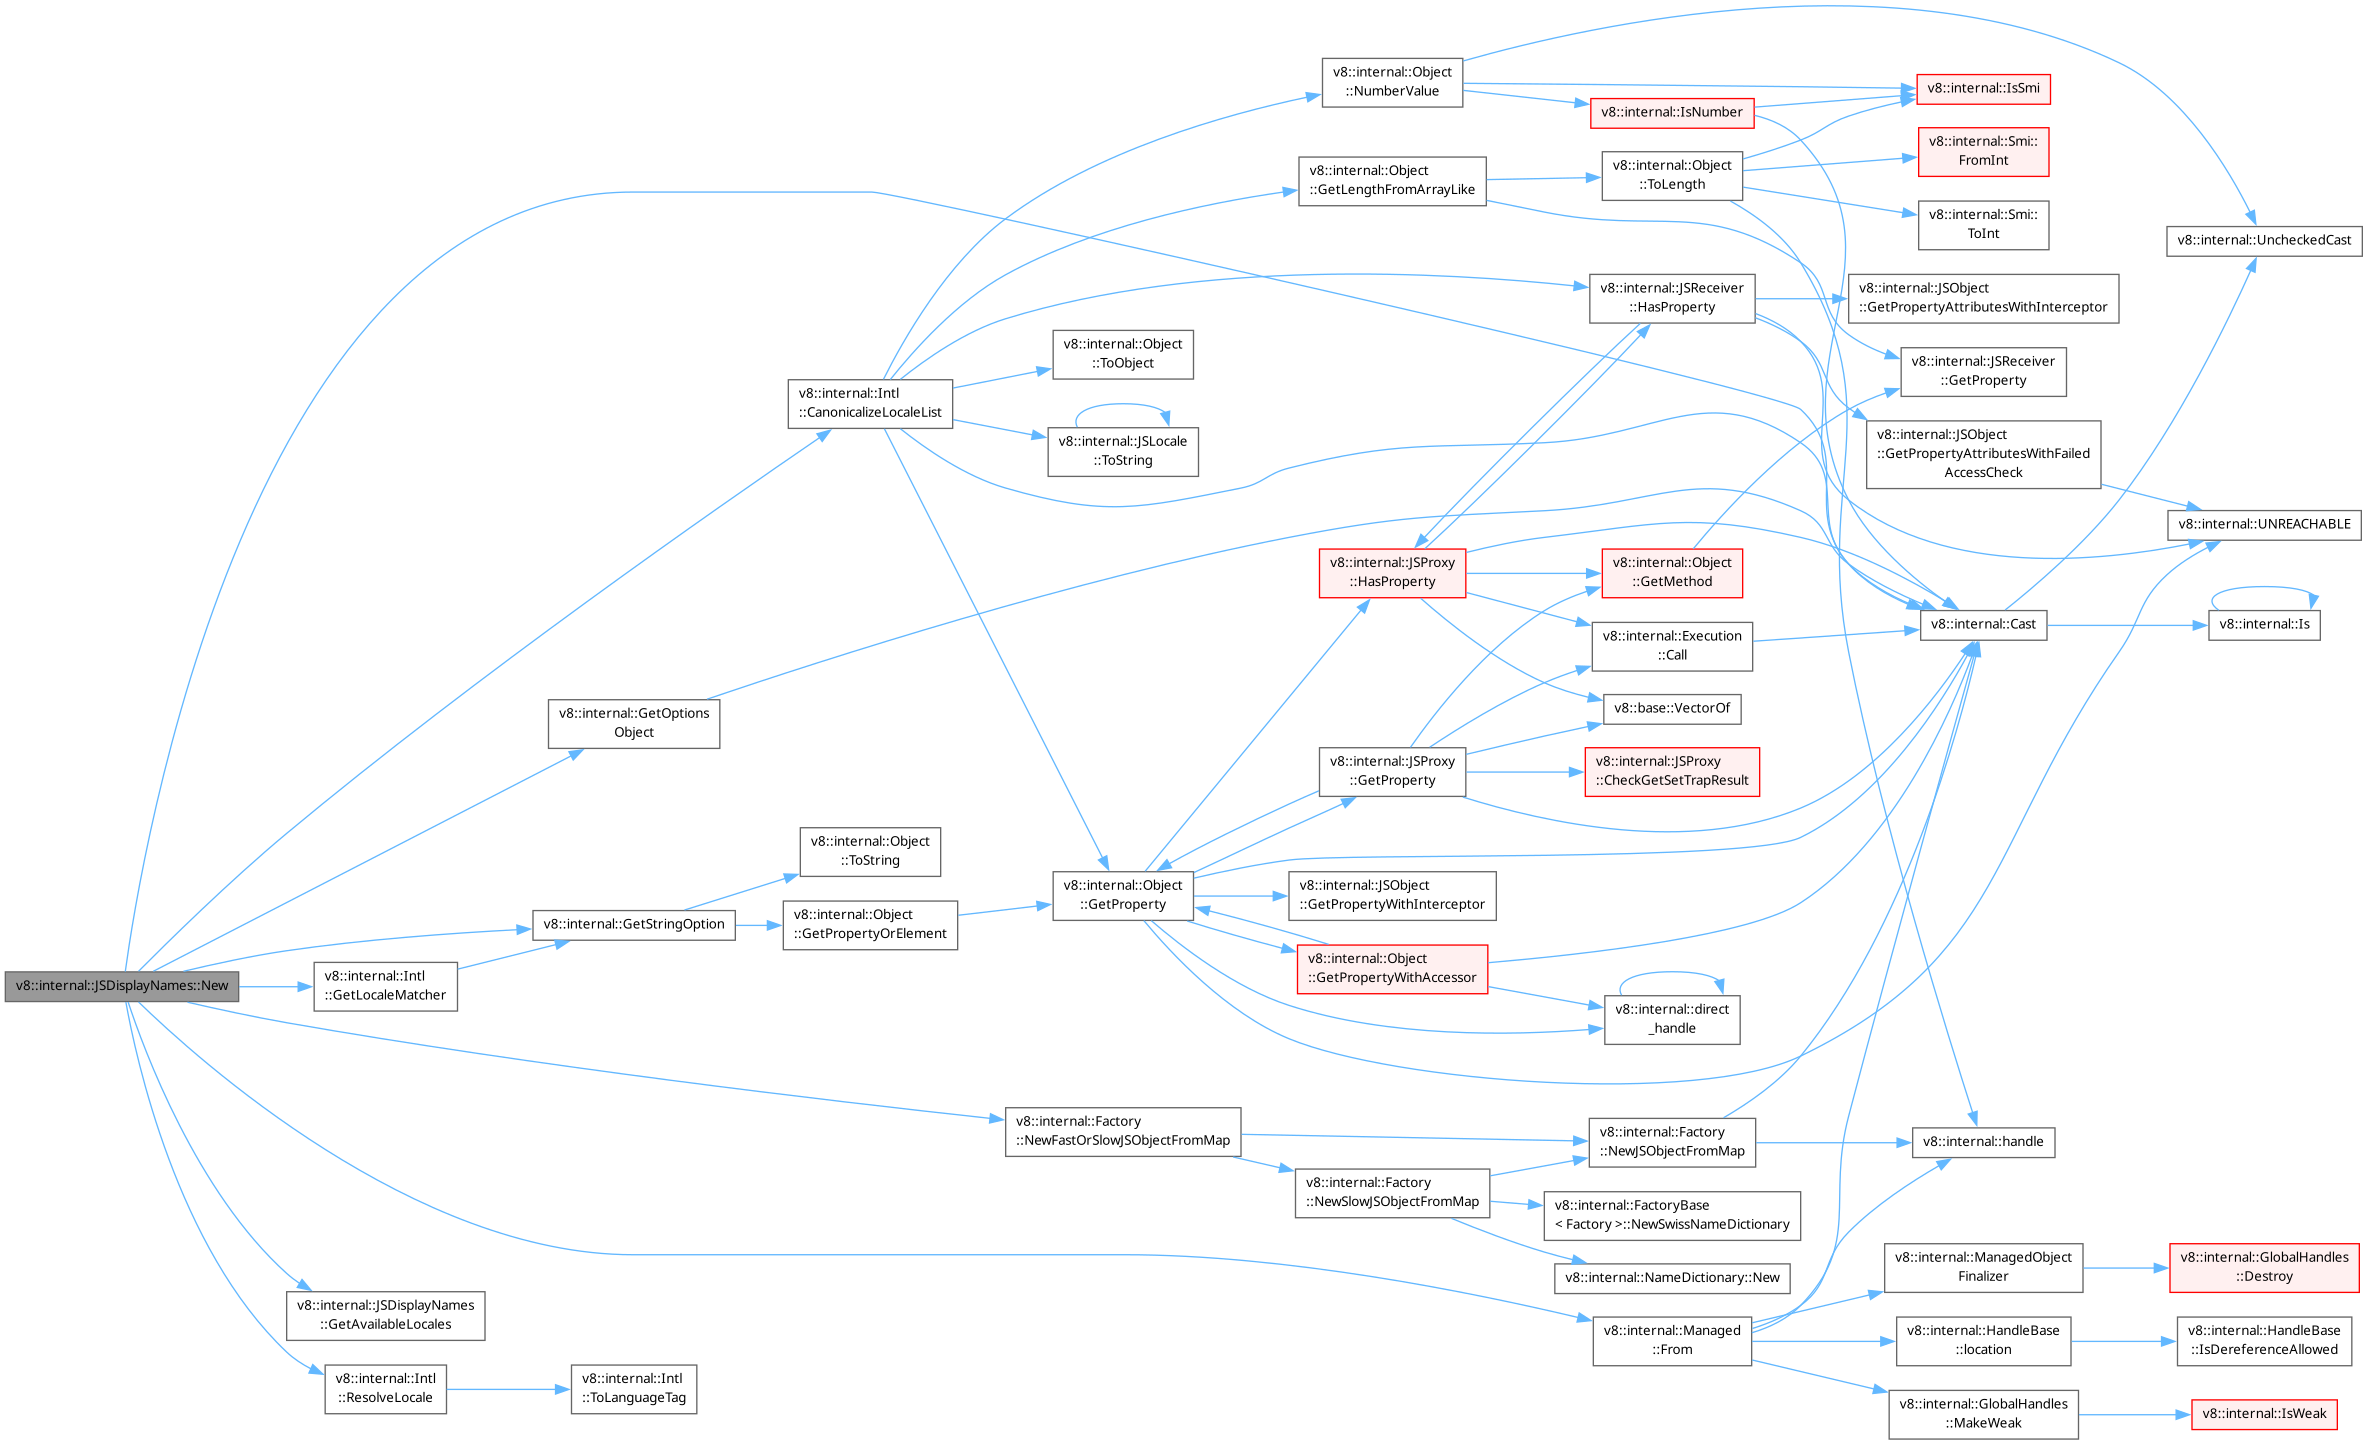 v8::internal::JSDisplayNames::New
v8::internal::Intl
::GetLocaleMatcher
v8::internal::JSDisplayNames
::GetAvailableLocales
v8::internal::Intl
::ResolveLocale
v8::internal::GetOptions
Object
v8::internal::GetStringOption
v8::internal::Intl
::ToLanguageTag
v8::internal::Intl
::CanonicalizeLocaleList
v8::internal::Object
::ToString
v8::internal::Object
::GetPropertyOrElement
v8::internal::Object
::ToObject
v8::internal::JSLocale
::ToString
v8::internal::Object
::GetProperty
v8::internal::Factory
::NewFastOrSlowJSObjectFromMap
v8::internal::Object
::NumberValue
v8::internal::Object
::GetLengthFromArrayLike
v8::internal::JSProxy
::HasProperty
v8::internal::JSProxy
::GetProperty
v8::internal::JSObject
::GetPropertyWithInterceptor
v8::internal::Object
::GetPropertyWithAccessor
v8::internal::Factory
::NewSlowJSObjectFromMap
v8::internal::IsNumber
v8::internal::Object
::ToLength
v8::internal::JSReceiver
::HasProperty
v8::internal::Object
::GetMethod
v8::internal::Execution
::Call
v8::base::VectorOf
v8::internal::JSProxy
::CheckGetSetTrapResult
v8::internal::direct
_handle
v8::internal::Factory
::NewJSObjectFromMap
v8::internal::FactoryBase
< Factory >::NewSwissNameDictionary
v8::internal::NameDictionary::New
v8::internal::Managed
::From
v8::internal::IsSmi
v8::internal::Smi::
FromInt
v8::internal::Smi::
ToInt
v8::internal::JSObject
::GetPropertyAttributesWithInterceptor
v8::internal::JSReceiver
::GetProperty
v8::internal::JSObject
::GetPropertyAttributesWithFailed
AccessCheck
v8::internal::Cast
v8::internal::handle
v8::internal::ManagedObject
Finalizer
v8::internal::HandleBase
::location
v8::internal::GlobalHandles
::MakeWeak
v8::internal::UncheckedCast
v8::internal::UNREACHABLE
v8::internal::Is
v8::internal::GlobalHandles
::Destroy
v8::internal::HandleBase
::IsDereferenceAllowed
v8::internal::IsWeak